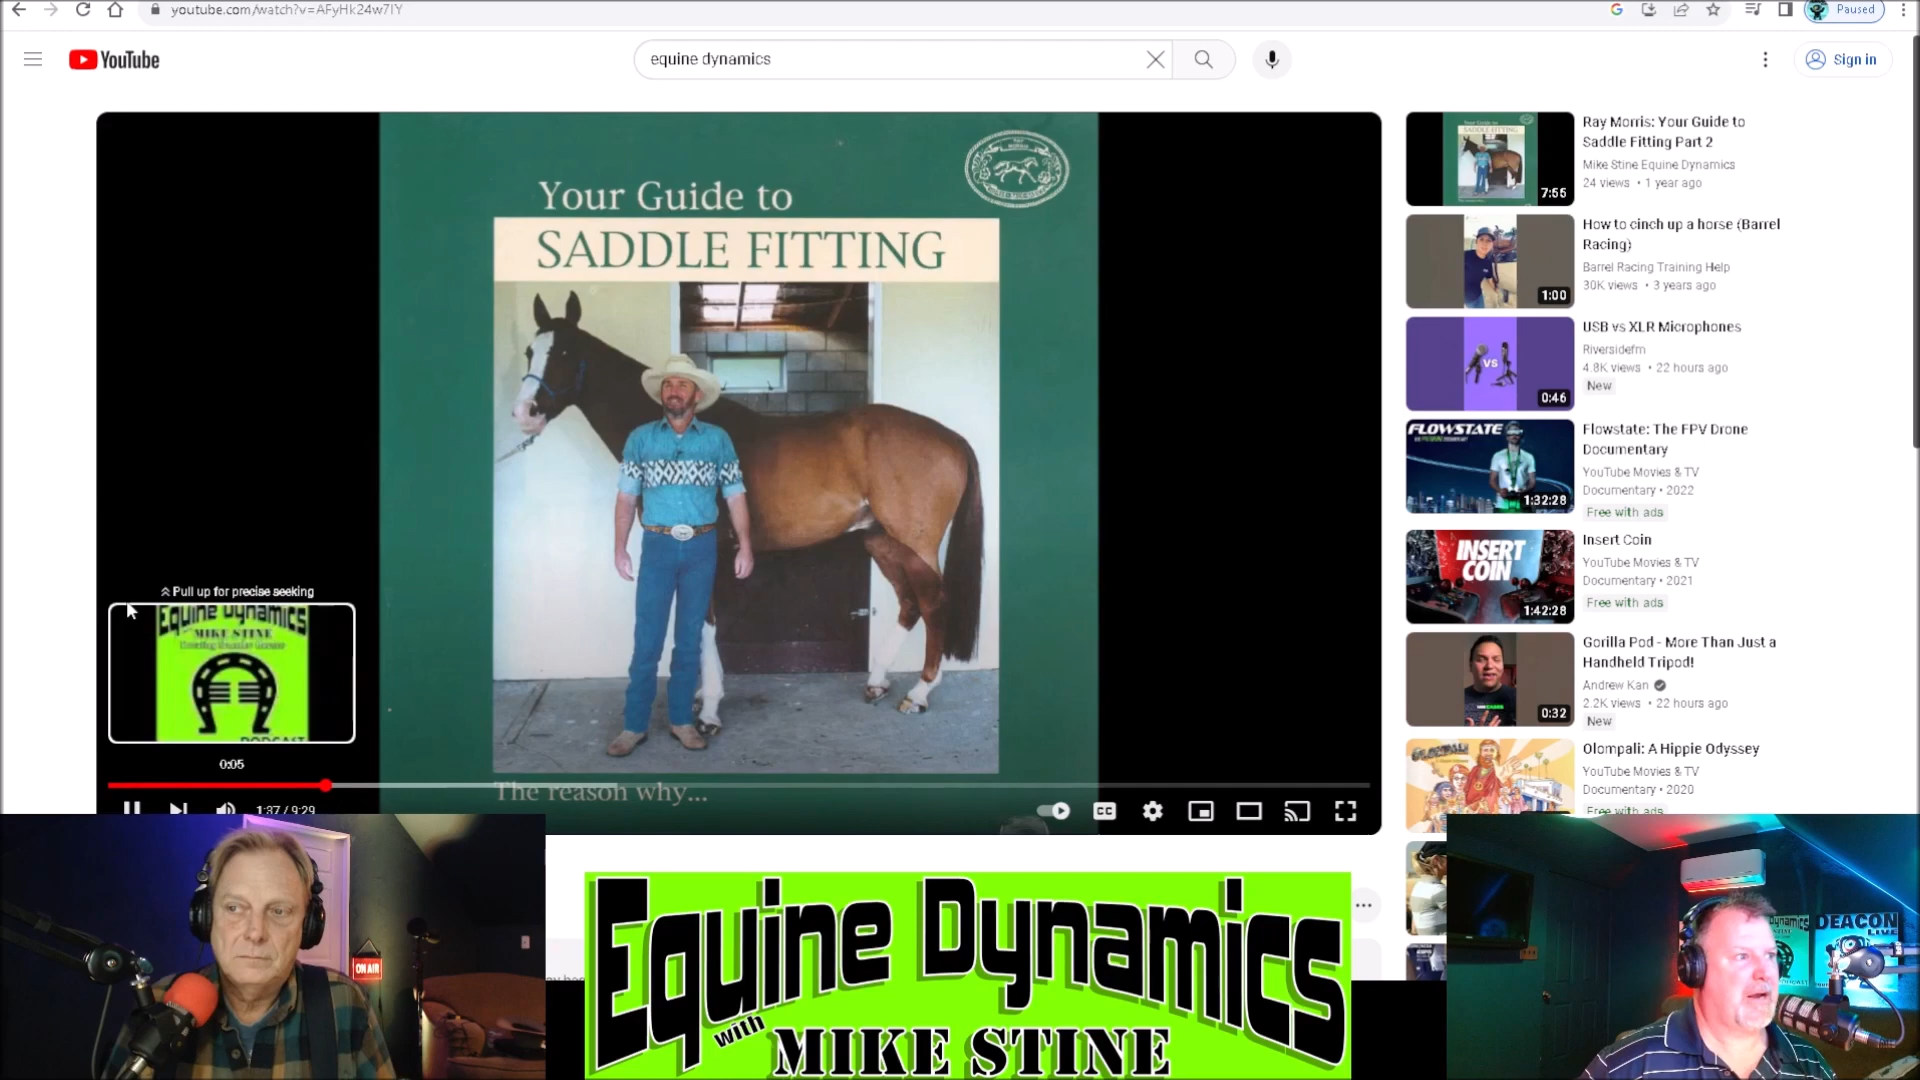 youtube.com/watch?v=AFyHk24w7IY
Paused
YouTube
equine dynamics
Sign in
Your Guide to
SADDLE FITTING
The reason why...
Pull up for precise seeking
Equine Dynamics
MIKE STINE
PODCAST
0:05
1:37 / 9:29
CC
Ray Morris: Your Guide to
Saddle Fitting Part 2
Mike Stine Equine Dynamics
24 views • 1 year ago
7:55
How to cinch up a horse (Barrel
Racing)
Barrel Racing Training Help
30K views • 3 years ago
1:00
USB vs XLR Microphones
Riversidefm
4.8K views • 22 hours ago
New
VS
0:46
FLOWSTATE
Flowstate: The FPV Drone
Documentary
YouTube Movies & TV
Documentary • 2022
Free with ads
1:32:28
INSERT
COIN
Insert Coin
YouTube Movies & TV
Documentary • 2021
Free with ads
1:42:28
Gorilla Pod - More Than Just a
Handheld Tripod!
Andrew Kan
2.2K views • 22 hours ago
New
0:32
Olompali: A Hippie Odyssey
YouTube Movies & TV
Documentary • 2020
Free with ads
ON AIR
Equine Dynamics
with MIKE STINE
DEACON
LIVE